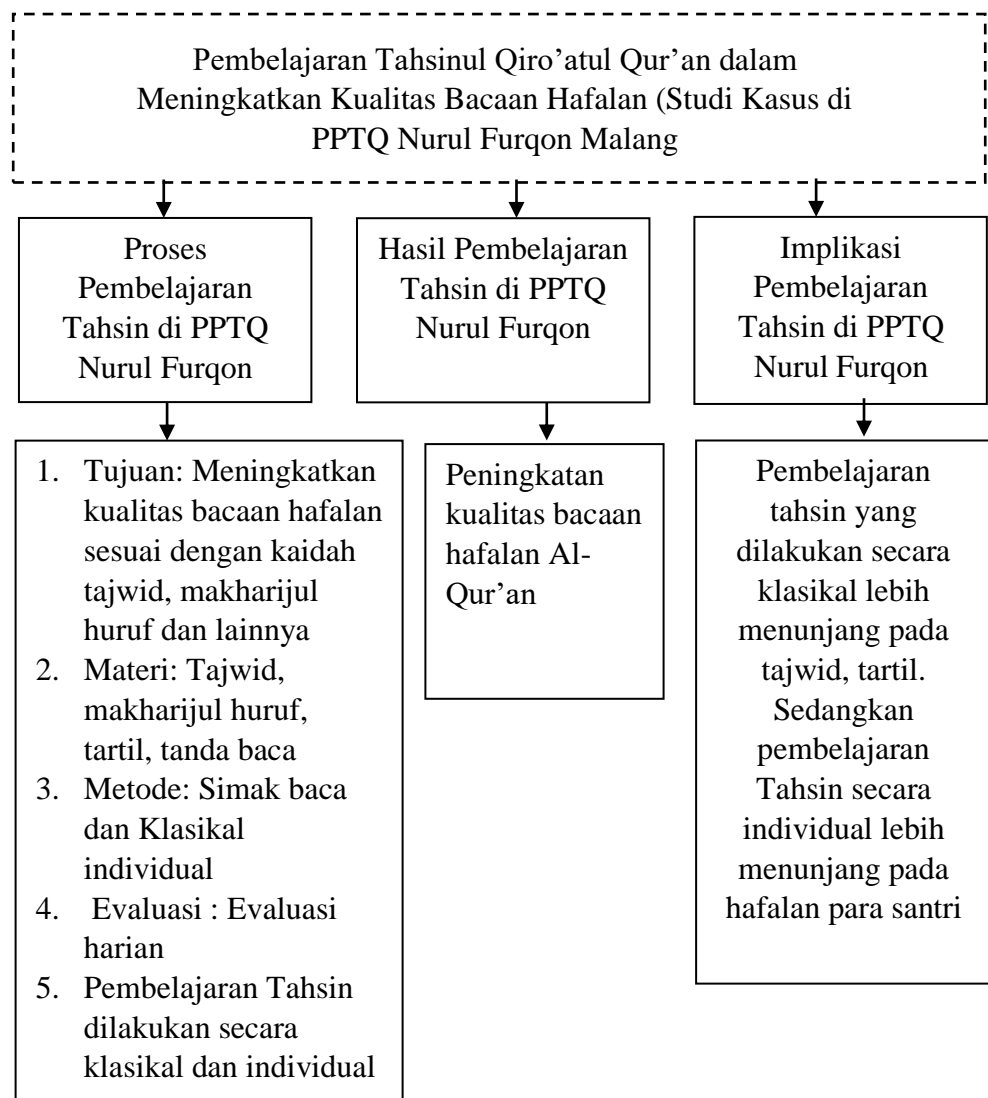 Pembelajaran Tahsinul Qiro’atul Qur’an dalam
Meningkatkan Kualitas Bacaan Hafalan (Studi Kasus di
PPTQ Nurul Furqon Malang
Proses
Pembelajaran
Tahsin di PPTQ
Nurul Furqon
Hasil Pembelajaran
Tahsin di PPTQ
Nurul Furqon
Implikasi
Pembelajaran
Tahsin di PPTQ
Nurul Furqon
1. Tujuan: Meningkatkan
kualitas bacaan hafalan
sesuai dengan kaidah
tajwid, makharijul
huruf dan lainnya
2. Materi: Tajwid,
makharijul huruf,
tartil, tanda baca
3. Metode: Simak baca
dan Klasikal
individual
4. Evaluasi : Evaluasi
harian
5. Pembelajaran Tahsin
dilakukan secara
klasikal dan individual
Peningkatan
kualitas bacaan
hafalan Al-
Qur’an
Pembelajaran
tahsin yang
dilakukan secara
klasikal lebih
menunjang pada
tajwid, tartil.
Sedangkan
pembelajaran
Tahsin secara
individual lebih
menunjang pada
hafalan para santri